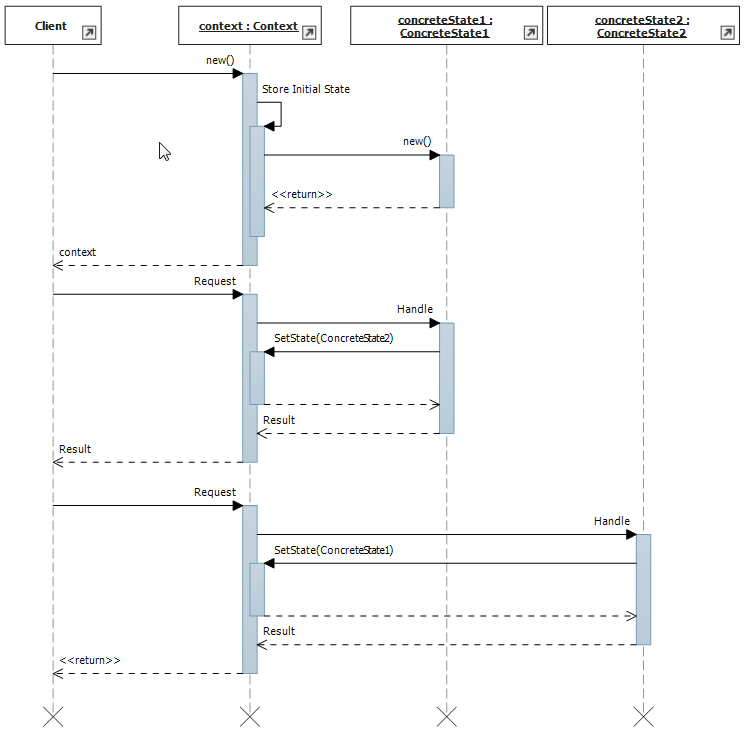 Client
context : Context
concreteState1 :
ConcreteState1
concreteState2 :
ConcreteState2
new()
Store Initial State
new()
<<return>>
context
Request
Handle
SetState(ConcreteState2)
Result
Result
Request
Handle
SetState(ConcreteState1)
Result
<<return>>